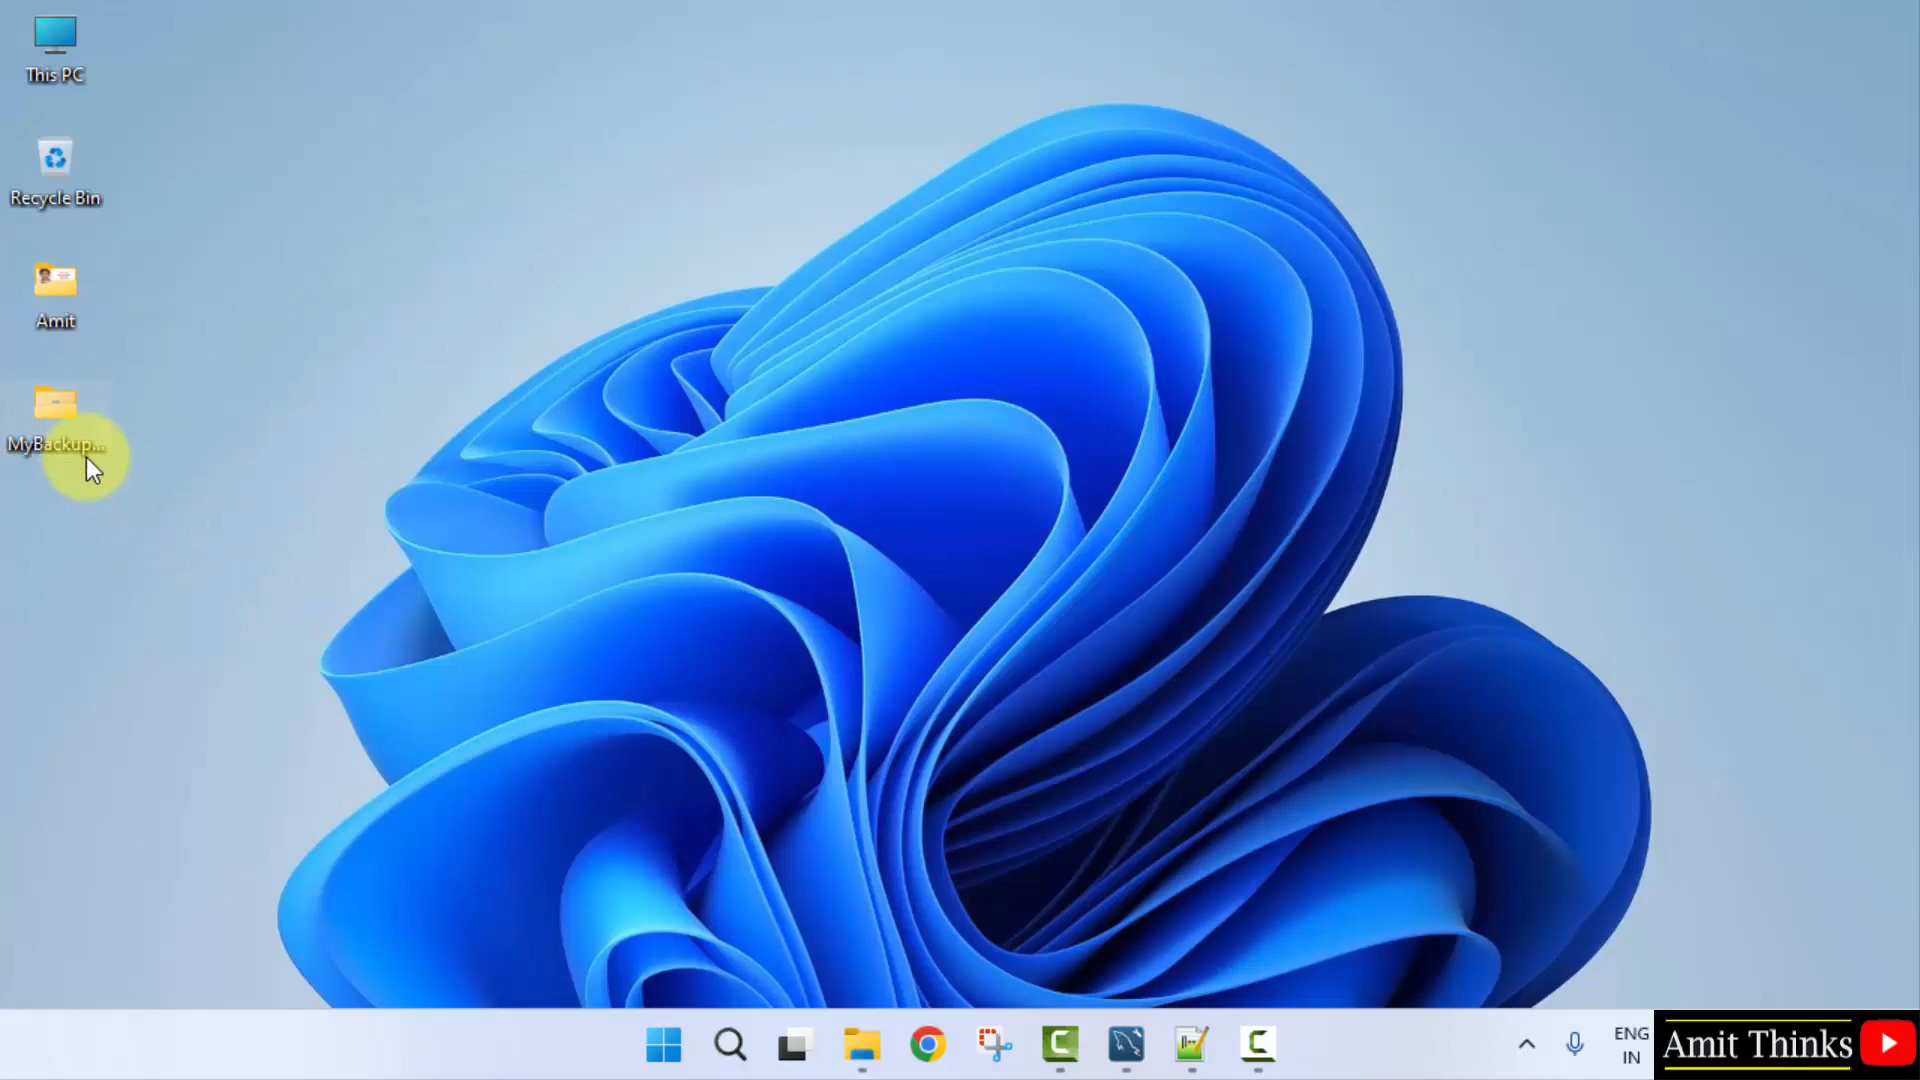 This PC
Recycle Bin
Amit
MyBackup...
ENG
IN
Amit Thinks